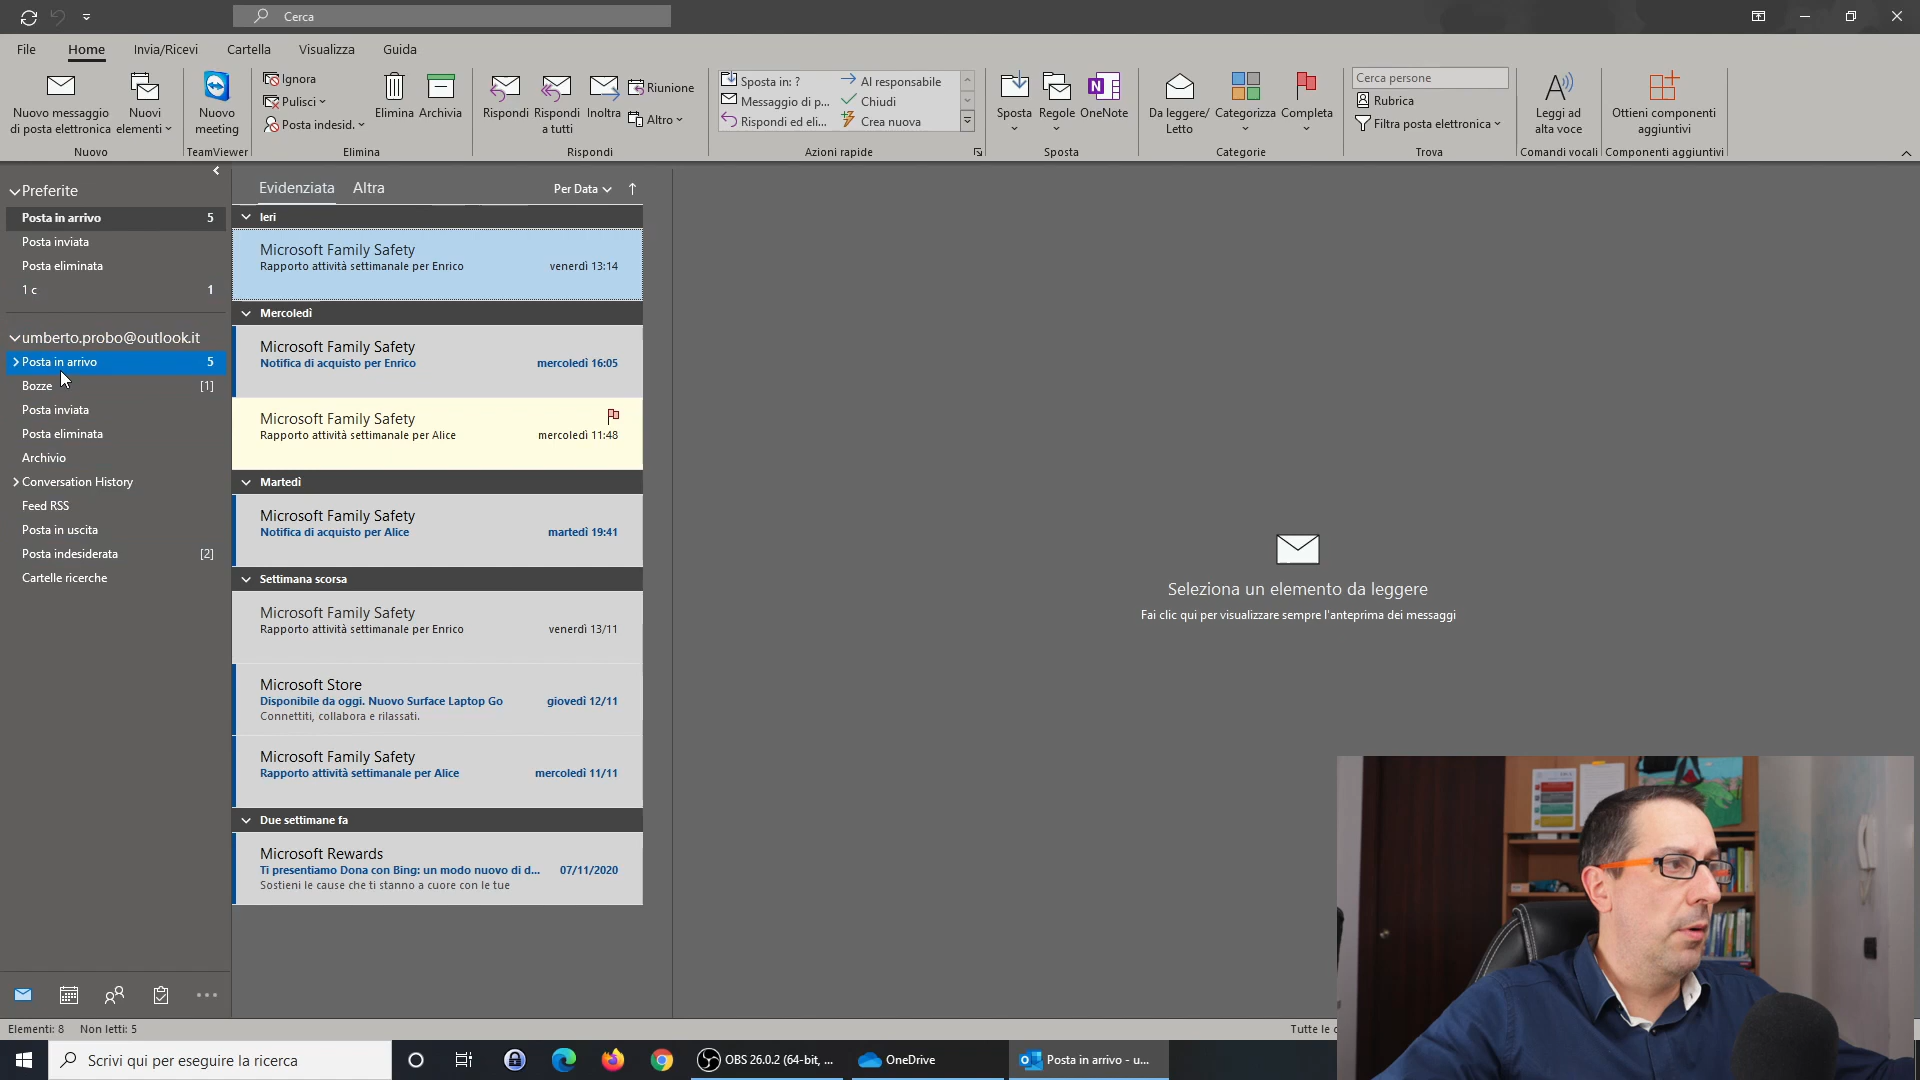 Cerca
File Home Invia/Ricevi Cartella Visualizza Guida
Nuovo messaggio
di posta elettronica
Nuovi
elementi
Nuovo
Nuovo
meeting
TeamViewer
Ignora
Pulisci
Posta indesid.
Elimina
Archivia
Elimina
Rispondi
Rispondi
a tutti
Inoltra
Riunione
Altro
Rispondi
Sposta in: ?
Messaggio di p...
Rispondi ed eli...
Al responsabile
Chiudi
Crea nuova
Azioni rapide
Sposta
Regole
OneNote
Sposta
Da leggere/
Letto
Categorizza
Completa
Categorie
Cerca persone
Rubrica
Filtra posta elettronica
Trova
Leggi ad
alta voce
Comandi vocali
Ottieni componenti
aggiuntivi
Componenti aggiuntivi
Preferite
Posta in arrivo 5
Posta inviata
Posta eliminata
1 c 1
umberto.probo@outlook.it
Posta in arrivo 5
Bozze [1]
Posta inviata
Posta eliminata
Archivio
Conversation History
Feed RSS
Posta in uscita
Posta indesiderata [2]
Cartelle ricerche
Evidenziata Altra Per Data
Ieri
Microsoft Family Safety
Rapporto attività settimanale per Enrico venerdì 13:14
Mercoledì
Microsoft Family Safety
Notifica di acquisto per Enrico mercoledì 16:05
Microsoft Family Safety
Rapporto attività settimanale per Alice mercoledì 11:48
Martedì
Microsoft Family Safety
Notifica di acquisto per Alice martedì 19:41
Settimana scorsa
Microsoft Family Safety
Rapporto attività settimanale per Enrico venerdì 13/11
Microsoft Store
Disponibile da oggi. Nuovo Surface Laptop Go giovedì 12/11
Connettiti, collabora e rilassati.
Microsoft Family Safety
Rapporto attività settimanale per Alice mercoledì 11/11
Due settimane fa
Microsoft Rewards
Ti presentiamo Dona con Bing: un modo nuovo di d... 07/11/2020
Sostieni le cause che ti stanno a cuore con le tue
Seleziona un elemento da leggere
Fai clic qui per visualizzare sempre l'anteprima dei messaggi
Elementi: 8 Non letti: 5
Tutte le
Scrivi qui per eseguire la ricerca
OBS 26.0.2 (64-bit, ...
OneDrive
Posta in arrivo - u...